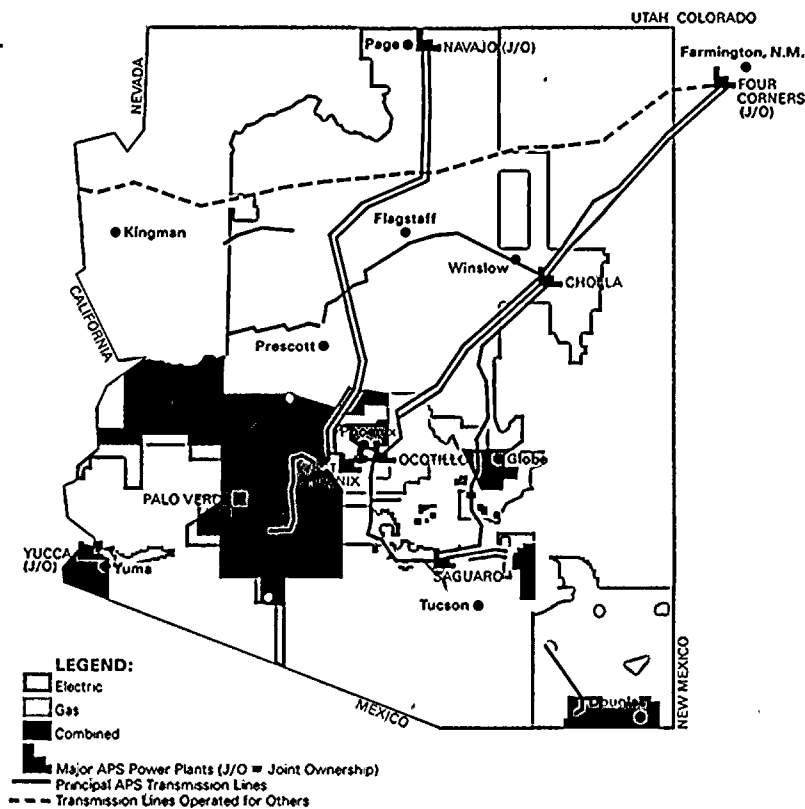 UTAH COLORADO
Page
NAVAJO (J/O)
Farmington, N.M.
FOUR
CORNERS
(J/O)
NEVADA
Kingman
Flagstaff
Winslow
CHOLLA
CALIFORNIA
Prescott
Phoenix
OCOTILLO
Globe
PALO VERD
YUCCA
(J/O)
Yuma
SAGUARO
Tucson
Douglas
NEW MEXICO
MEXICO
LEGEND:
Electric
Gas
Combined
Major APS Power Plants (J/O = Joint Ownership)
Principal APS Transmission Lines
Transmission Lines Operated for Others